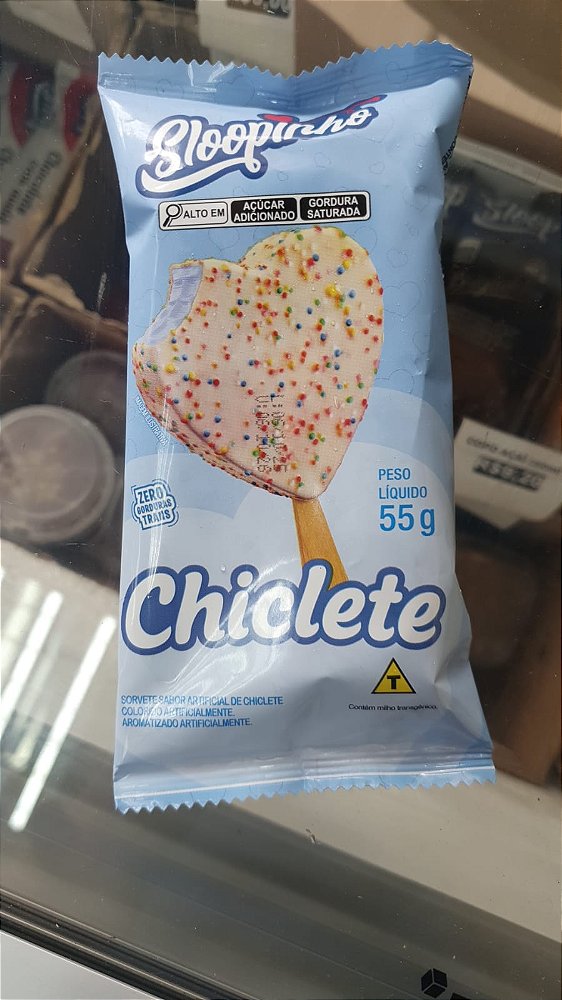 Sloopinho
ALTO EM
AÇÚCAR
ADICIONADO
GORDURA
SATURADA
ZERO
GORDURAS
TRANS
PESO
LÍQUIDO
55 g
Chiclete
T
SORVETE SABOR ARTIFICIAL DE CHICLETE
COLORIDO ARTIFICIALMENTE.
AROMATIZADO ARTIFICIALMENTE.
Contém milho transgênico.